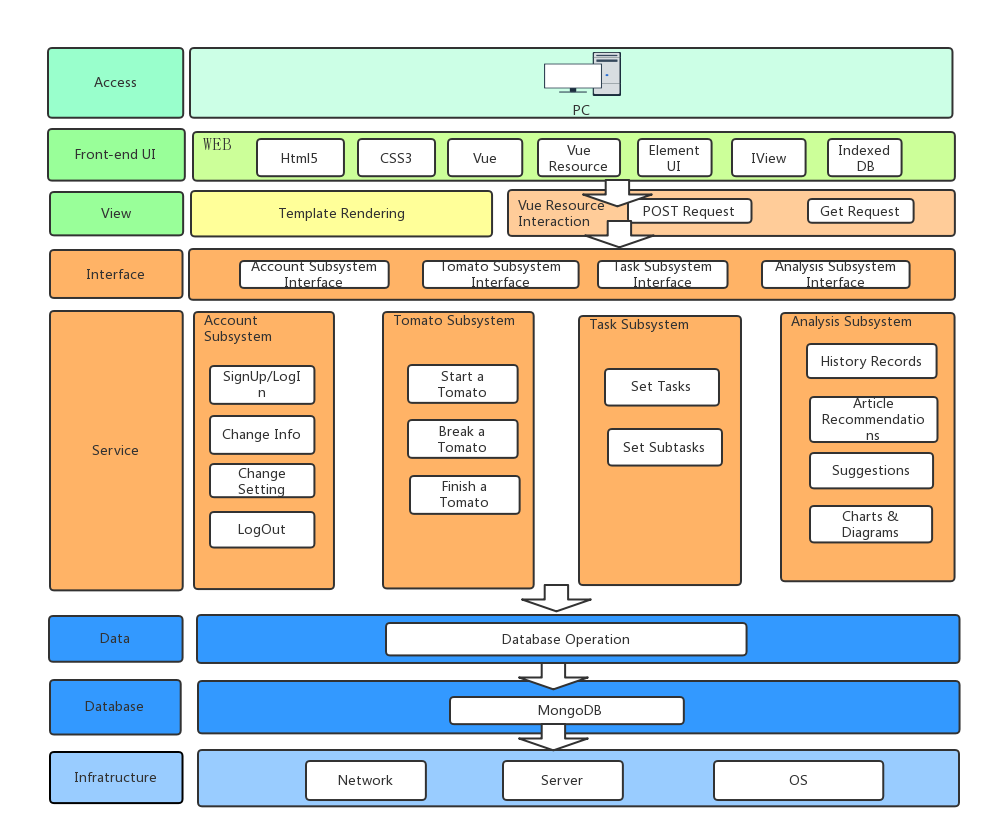 Access
PC
Front-end UI
WEB
Html5
CSS3
Vue
Vue
Resource
Element
UI
IView
Indexed
DB
View
Template Rendering
Vue Resource
Interaction
POST Request
Get Request
Interface
Account Subsystem
Interface
Tomato Subsystem
Interface
Task Subsystem
Interface
Analysis Subsystem
Interface
Service
Account
Subsystem
SignUp/LogI
n
Change Info
Change
Setting
LogOut
Tomato Subsystem
Start a
Tomato
Break a
Tomato
Finish a
Tomato
Task Subsystem
Set Tasks
Set Subtasks
Analysis Subsystem
History Records
Article
Recommendatio
ns
Suggestions
Charts &
Diagrams
Data
Database Operation
Database
MongoDB
Infratructure
Network
Server
OS